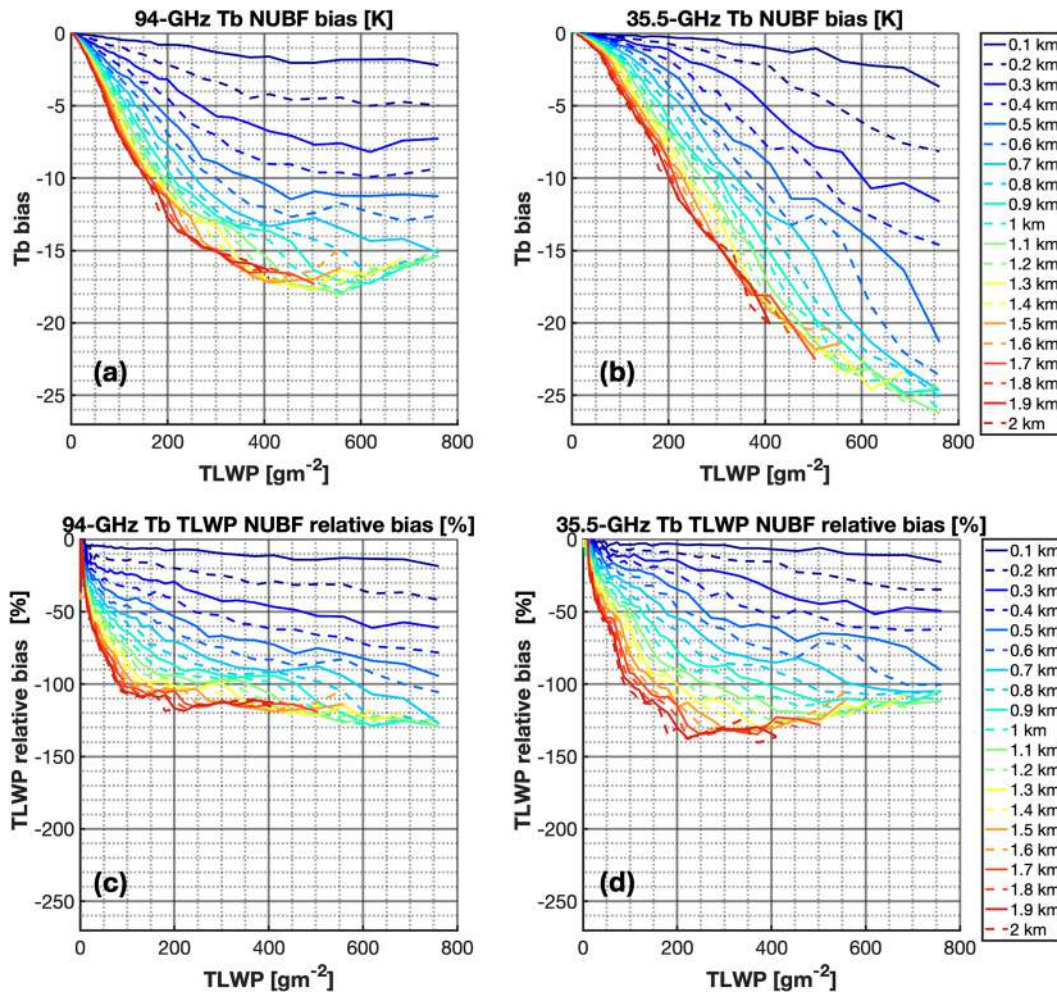 94-GHz Tb NUBF bias [K]
35.5-GHz Tb NUBF bias [K]
0
-5
-10
-15
-20
-25
Tb bias
(a)
0 200 400 600 800
TLWP [gm-2]
0
-5
-10
-15
-20
-25
Tb bias
(b)
0 200 400 600 800
TLWP [gm-2]
0.1 km
0.2 km
0.3 km
0.4 km
0.5 km
0.6 km
0.7 km
0.8 km
0.9 km
1 km
1.1 km
1.2 km
1.3 km
1.4 km
1.5 km
1.6 km
1.7 km
1.8 km
1.9 km
2 km
94-GHz Tb TLWP NUBF relative bias [%]
35.5-GHz Tb TLWP NUBF relative bias [%]
0
-50
-100
-150
-200
-250
TLWP relative bias [%]
(c)
0 200 400 600 800
TLWP [gm-2]
0
-50
-100
-150
-200
-250
TLWP relative bias [%]
(d)
0 200 400 600 800
TLWP [gm-2]
0.1 km
0.2 km
0.3 km
0.4 km
0.5 km
0.6 km
0.7 km
0.8 km
0.9 km
1 km
1.1 km
1.2 km
1.3 km
1.4 km
1.5 km
1.6 km
1.7 km
1.8 km
1.9 km
2 km